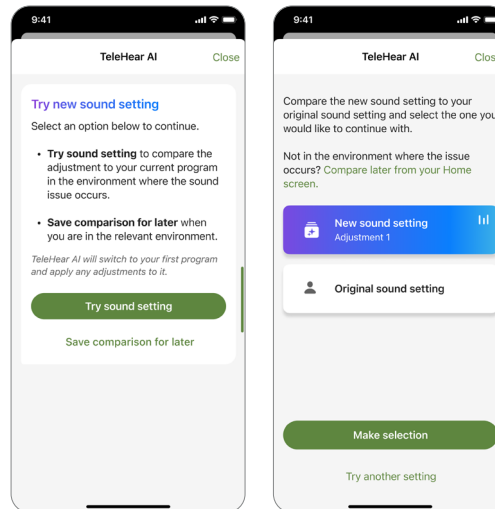 9:41
TeleHear AI
Close
Try new sound setting
Select an option below to continue.
• Try sound setting to compare the
adjustment to your current program
in the environment where the sound
issue occurs.
• Save comparison for later when
you are in the relevant environment.
TeleHear AI will switch to your first program
and apply any adjustments to it.
Try sound setting
Save comparison for later
9:41
TeleHear AI
Clos
Compare the new sound setting to your
original sound setting and select the one you
would like to continue with.
Not in the environment where the issue
occurs? Compare later from your Home
screen.
New sound setting
Adjustment 1
Original sound setting
Make selection
Try another setting